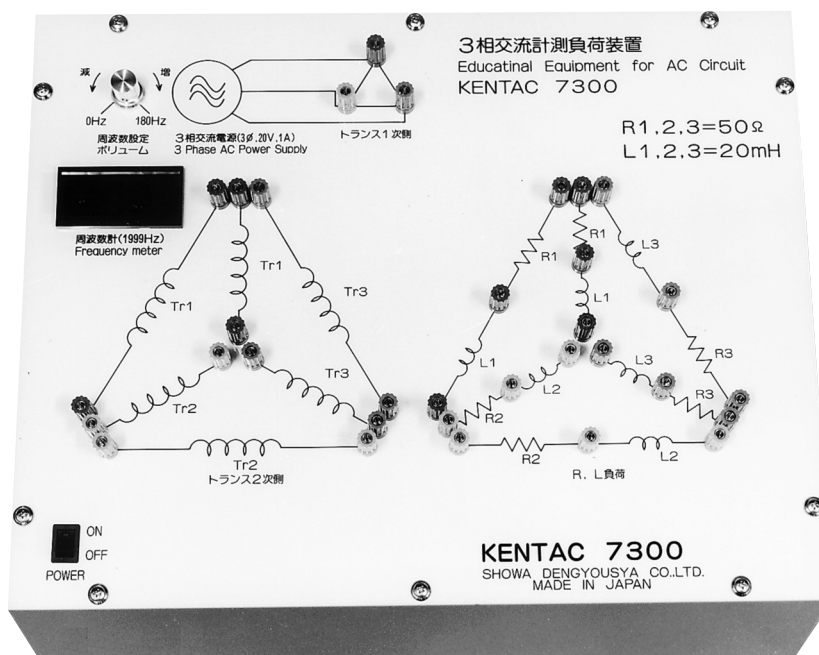 3相交流計測負荷装置
Educatinal Equipment for AC Circuit
KENTAC 7300
R1,2,3=50Ω
L1,2,3=20mH
減
増
0Hz
180Hz
周波数設定
ボリューム
3相交流電源(3Ø,20V,1A)
3 Phase AC Power Supply
トランス1次側
周波数計(1999Hz)
Frequency meter
Tr1
Tr1
Tr3
Tr2
Tr3
Tr2
トランス2次側
R1
R1
L3
L1
L1
L3
R3
L2
R3
R2
R2
L2
R,L負荷
ON
OFF
POWER
KENTAC 7300
SHOWA DENGYOUSYA CO.,LTD.
MADE IN JAPAN